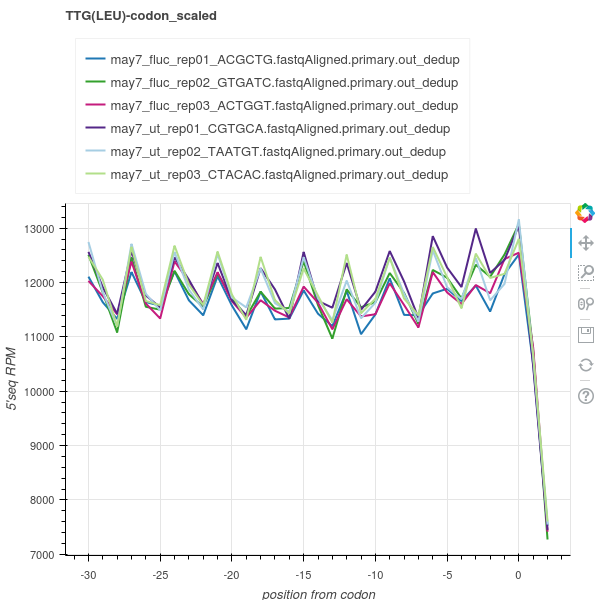 TTG(LEU)-codon_scaled
may7_fluc_rep01_ACGCTG.fastqAligned.primary.out_dedup
may7_fluc_rep02_GTGATC.fastqAligned.primary.out_dedup
may7_fluc_rep03_ACTGGT.fastqAligned.primary.out_dedup
may7_ut_rep01_CGTGCA.fastqAligned.primary.out_dedup
may7_ut_rep02_TAATGT.fastqAligned.primary.out_dedup
may7_ut_rep03_CTACAC.fastqAligned.primary.out_dedup
13000
12000
11000
10000
9000
8000
7000
5'seq RPM
-30 -25 -20 -15 -10 -5 0
position from codon